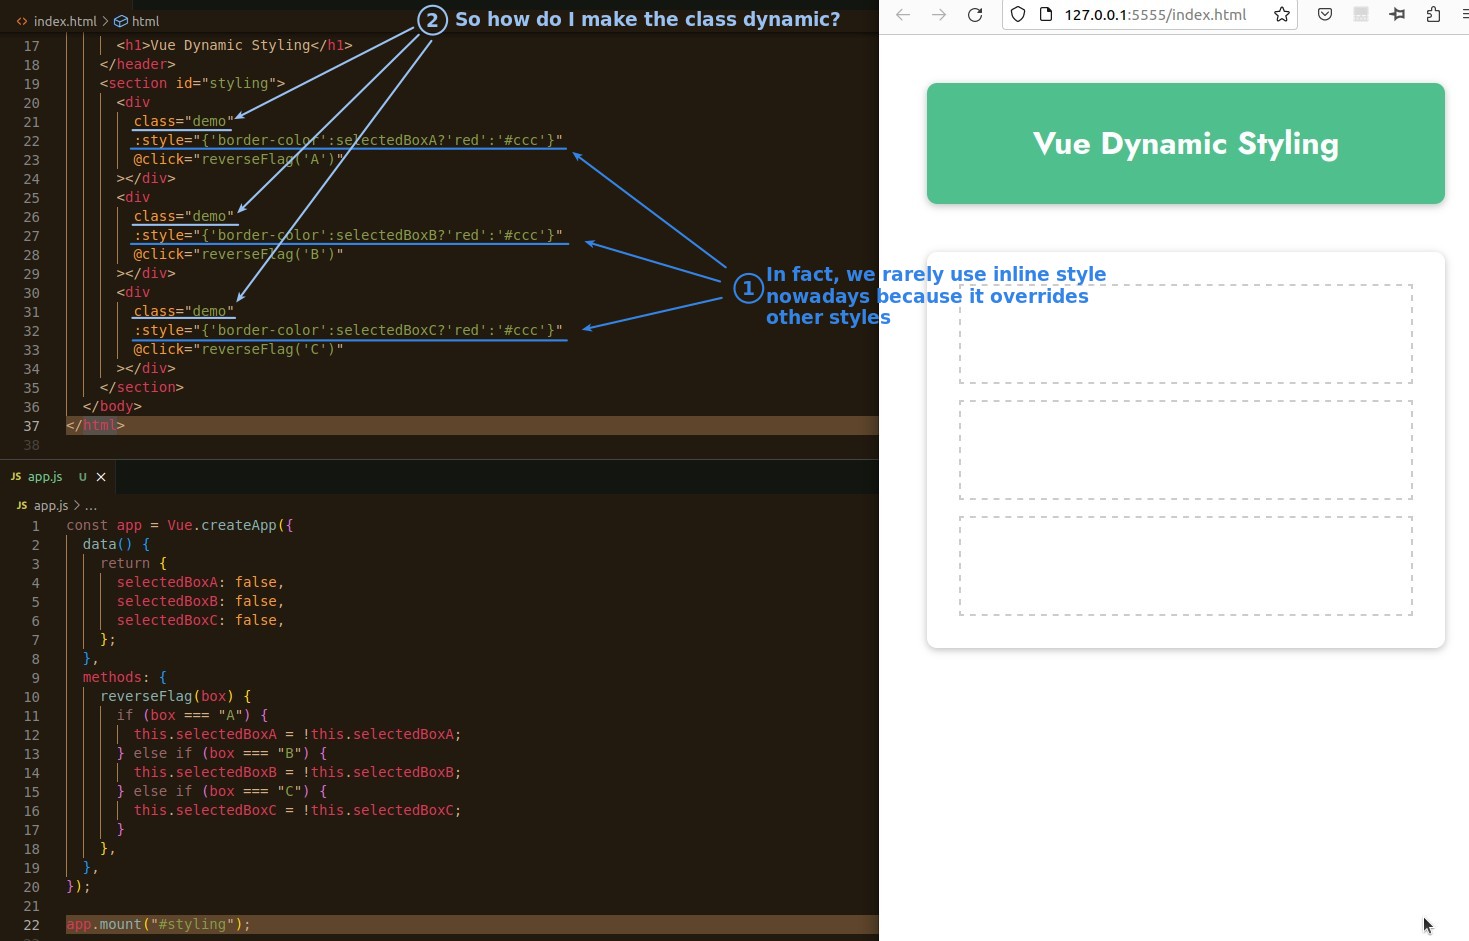 index.html > html
② So how do I make the class dynamic?
17 <h1>Vue Dynamic Styling</h1>
18 </header>
19 <section id="styling">
20 <div
21 class="demo"
22 :style="{'border-color':selectedBoxA?'red':'#ccc'}"
23 @click="reverseFlag('A')"
24 ></div>
25 <div
26 class="demo"
27 :style="{'border-color':selectedBoxB?'red':'#ccc'}"
28 @click="reverseFlag('B')"
29 ></div>
30 <div
31 class="demo"
32 :style="{'border-color':selectedBoxC?'red':'#ccc'}"
33 @click="reverseFlag('C')"
34 ></div>
35 </section>
36 </body>
37 </html>
38
① In fact, we rarely use inline style
nowadays because it overrides
other styles
JS app.js U ×
JS app.js > ...
1 const app = Vue.createApp({
2 data() {
3 return {
4 selectedBoxA: false,
5 selectedBoxB: false,
6 selectedBoxC: false,
7 };
8 },
9 methods: {
10 reverseFlag(box) {
11 if (box === "A") {
12 this.selectedBoxA = !this.selectedBoxA;
13 } else if (box === "B") {
14 this.selectedBoxB = !this.selectedBoxB;
15 } else if (box === "C") {
16 this.selectedBoxC = !this.selectedBoxC;
17 }
18 },
19 },
20 });
21
22 app.mount("#styling");
127.0.0.1:5555/index.html
Vue Dynamic Styling